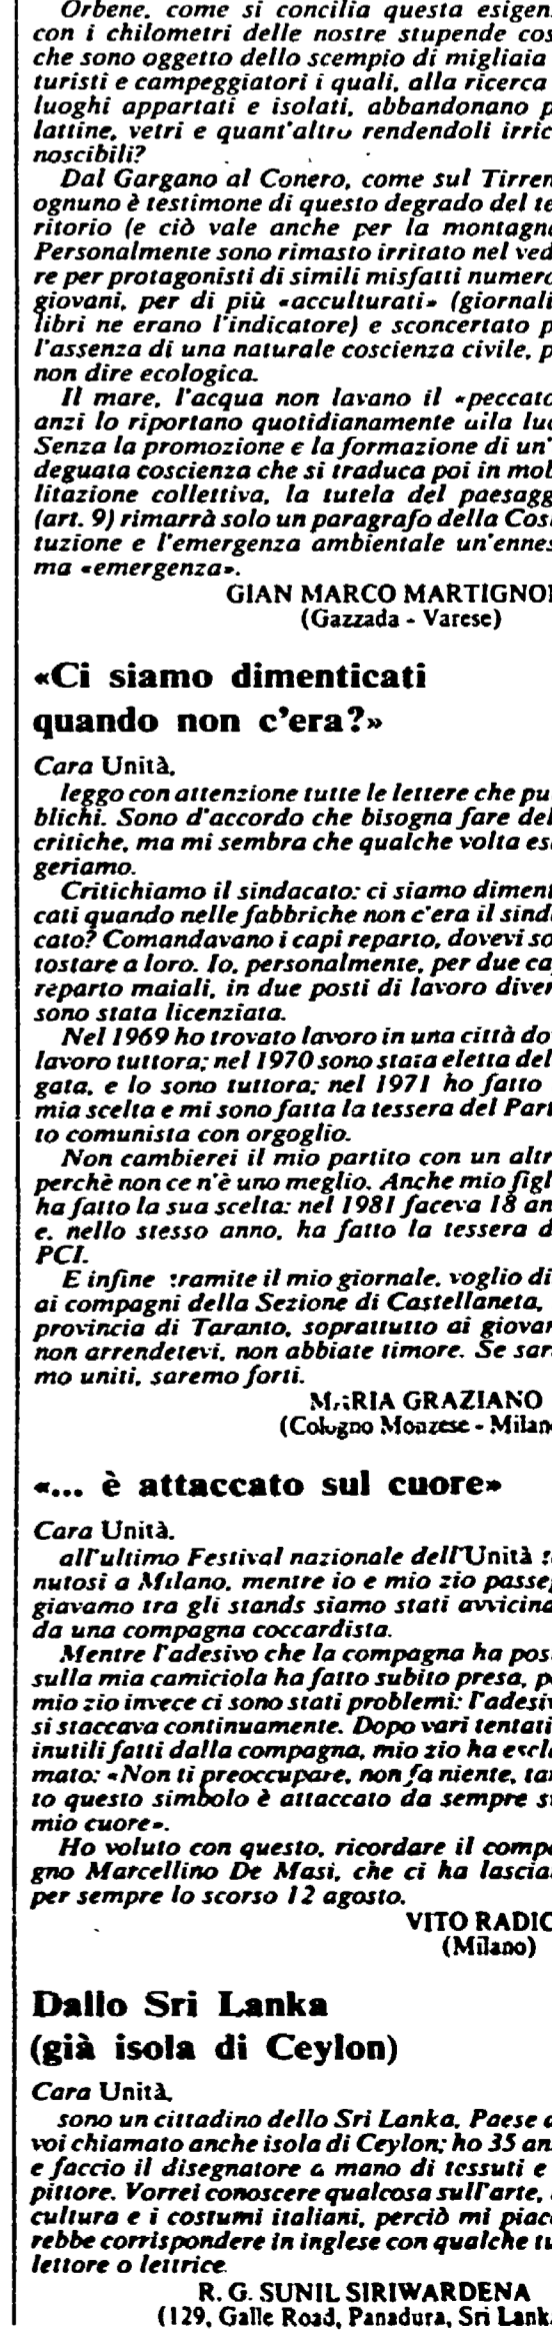 Orbene, come si concilia questa esigen
con i chilometri delle nostre stupende cos
che sono oggetto dello scempio di migliaia
turisti e campeggiatori i quali, alla ricerca
luoghi appartati e isolati, abbandonano p
lattine, vetri e quant'altro rendendoli irric
noscibili?
Dal Gargano al Conero, come sul Tirren
ognuno è testimone di questo degrado del te
ritorio (e ciò vale anche per la montagna
Personalmente sono rimasto irritato nel ved
re per protagonisti di simili misfatti numero
giovani, per di più «acculturati» (giornali
libri ne erano l'indicatore) e sconcertato p
l'assenza di una naturale coscienza civile, p
non dire ecologica.
Il mare, l'acqua non lavano il «peccato
anzi lo riportano quotidianamente alla luc
Senza la promozione e la formazione di un'
deguata coscienza che si traduca poi in mob
litazione collettiva, la tutela del paesagg
(art. 9) rimarrà solo un paragrafo della Cost
tuzione e l'emergenza ambientale un'ennes
ma «emergenza».
GIAN MARCO MARTIGNO
(Gazzada - Varese)
«Ci siamo dimenticati
quando non c'era?»
Cara Unità,
leggo con attenzione tutte le lettere che pu
blichi. Sono d'accordo che bisogna fare del
critiche, ma mi sembra che qualche volta es
geriamo.
Critichiamo il sindacato: ci siamo diment
cati quando nelle fabbriche non c'era il sind
cato? Comandavano i capi reparto, dovevi so
tostare a loro. Io, personalmente, per due ca
reparto maiali, in due posti di lavoro diver
sono stata licenziata.
Nel 1969 ho trovato lavoro in una città do
lavoro tuttora; nel 1970 sono stata eletta del
gata, e lo sono tuttora; nel 1971 ho fatto
mia scelta e mi sono fatta la tessera del Part
to comunista con orgoglio.
Non cambierei il mio partito con un altr
perchè non ce n'è uno meglio. Anche mio figl
ha fatto la sua scelta: nel 1981 faceva 18 an
e, nello stesso anno, ha fatto la tessera d
PCI.
E infine tramite il mio giornale, voglio di
ai compagni della Sezione di Castellaneta,
provincia di Taranto, soprattutto ai giovan
non arrendetevi, non abbiate timore. Se sar
mo uniti, saremo forti.
MARIA GRAZIANO
(Cologno Monzese - Milan
«... è attaccato sul cuore»
Cara Unità,
all'ultimo Festival nazionale dell'Unità te
nutosi a Milano, mentre io e mio zio passeg
giavamo tra gli stands siamo stati avvicina
da una compagna coccardista.
Mentre l'adesivo che la compagna ha pos
sulla mia camiciola ha fatto subito presa, p
mio zio invece ci sono stati problemi: l'adesiv
si staccava continuamente. Dopo vari tentati
inutili fatti dalla compagna, mio zio ha escla
mato: «Non ti preoccupare, non fa niente, tan
to questo simbolo è attaccato da sempre su
mio cuore».
Ho voluto con questo, ricordare il compa
gno Marcellino De Masi, che ci ha lascia
per sempre lo scorso 12 agosto.
VITO RADIC
(Milano)
Dallo Sri Lanka
(già isola di Ceylon)
Cara Unità,
sono un cittadino dello Sri Lanka, Paese d
voi chiamato anche isola di Ceylon; ho 35 an
e faccio il disegnatore a mano di tessuti e
pittore. Vorrei conoscere qualcosa sull'arte,
cultura e i costumi italiani, perciò mi piac
rebbe corrispondere in inglese con qualche tu
lettore o lettrice.
R. G. SUNIL SIRIWARDENA
(129, Galle Road, Panadura, Sri Lank